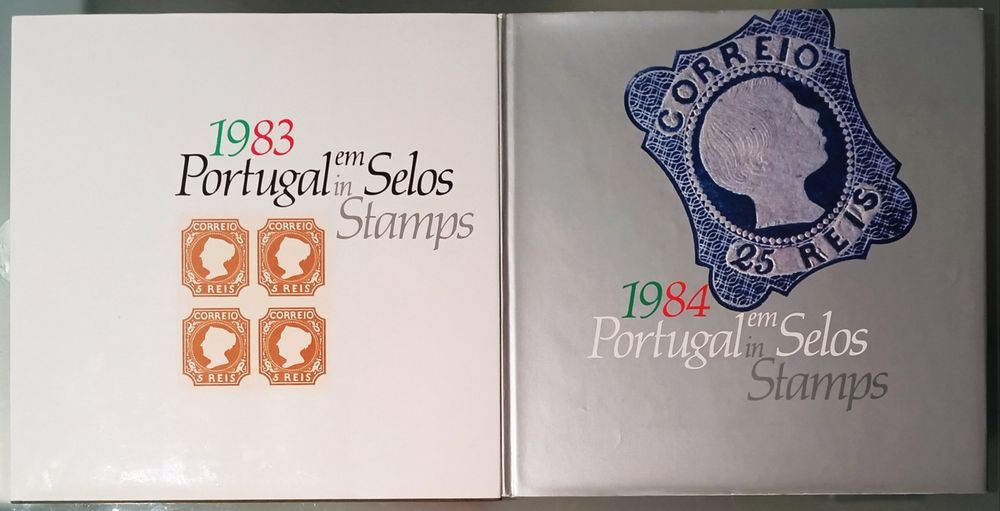 1983
Portugal em in Selos
Stamps
CORREIO
5 REIS
CORREIO
5 REIS
CORREIO
5 REIS
CORREIO
5 REIS
CORREIO
25 REIS
1984
Portugal em in Selos
Stamps